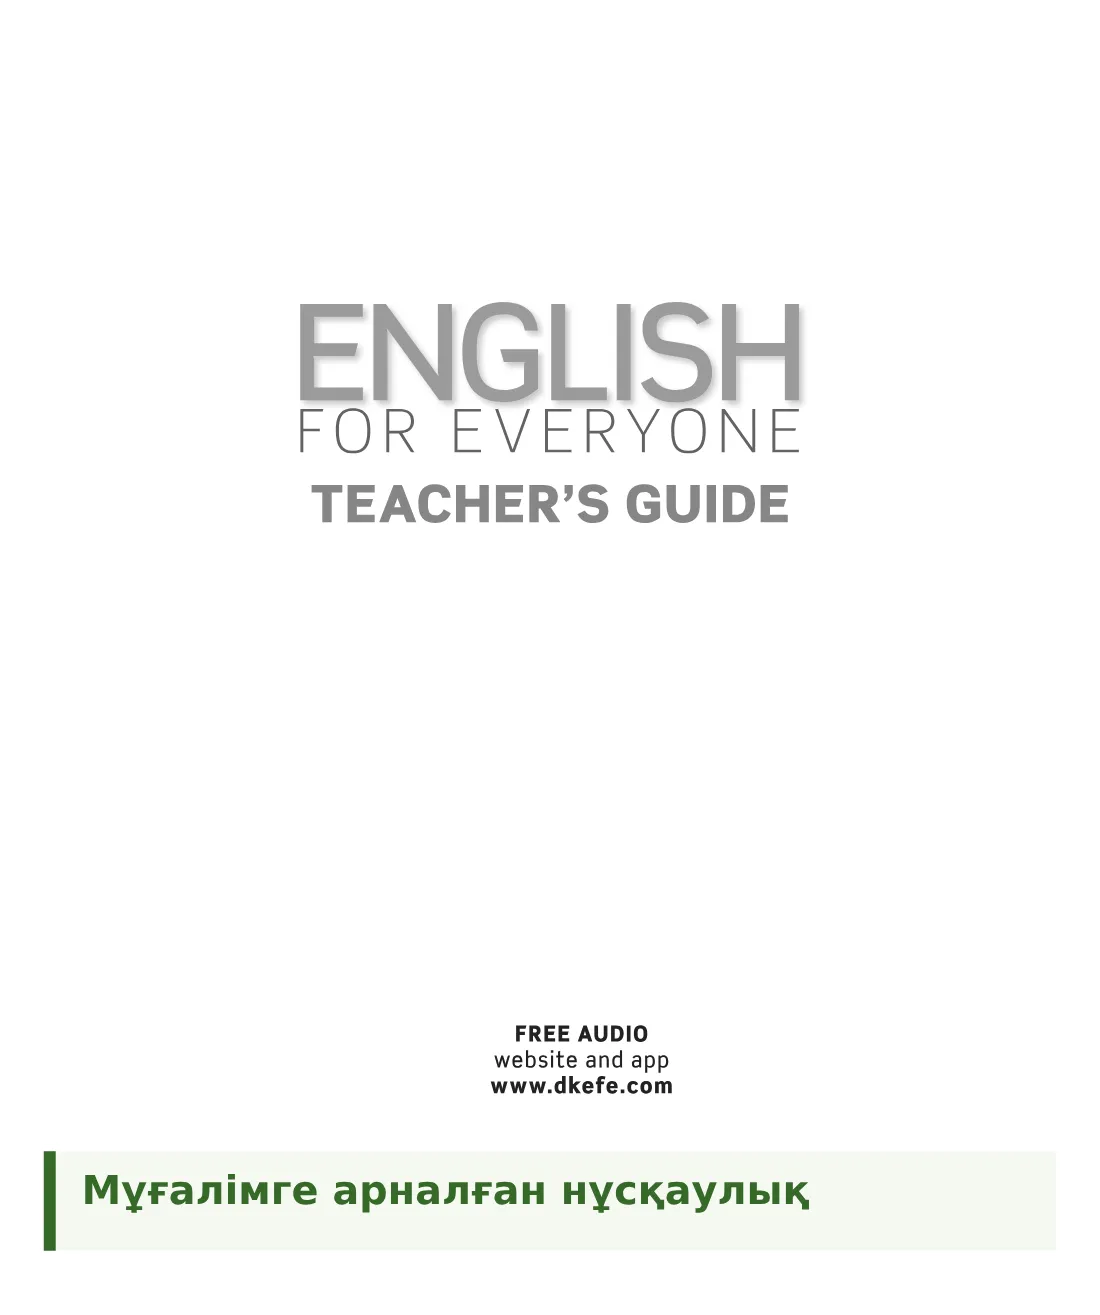 ENGLISH
FOR EVERYONE
TEACHER’S GUIDE
FREE AUDIO
website and app
www.dkefe.com
Мұғалімге арналған нұсқаулық